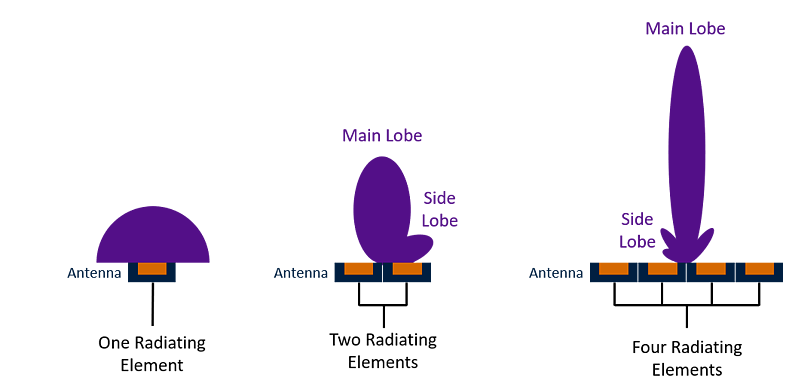 Antenna
One Radiating
Element
Main Lobe
Side
Lobe
Antenna
Two Radiating
Elements
Main Lobe
Side
Lobe
Antenna
Four Radiating
Elements